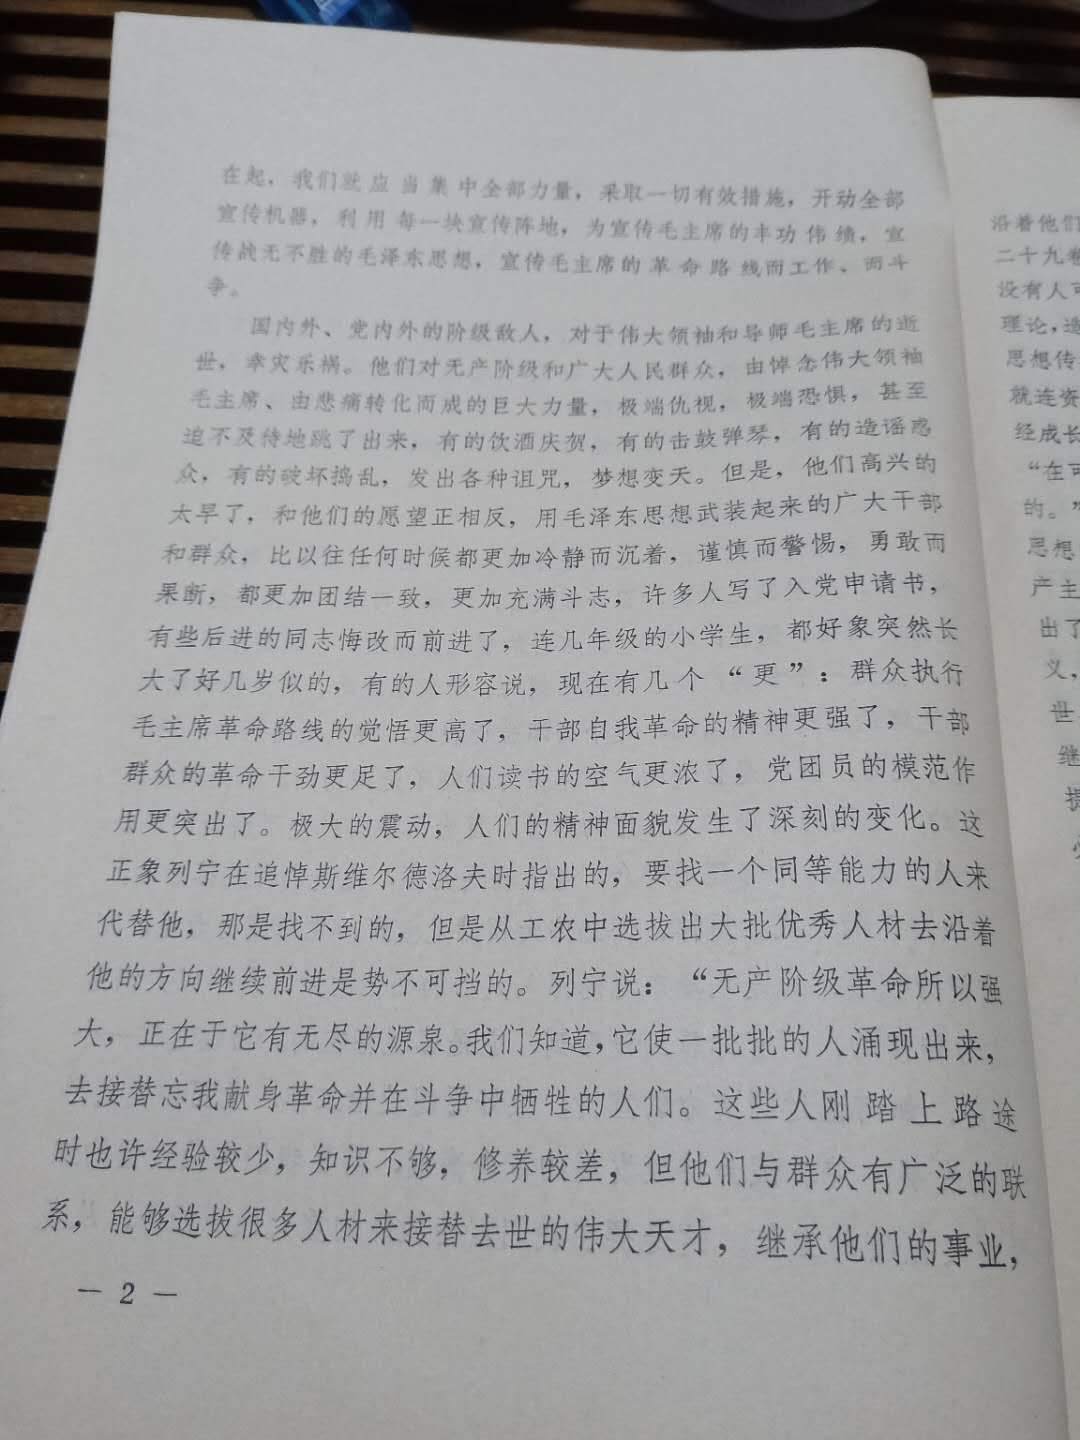 在起，我们就应当集中全部力量，采取一切有效措施，开动全部
宣传机器，利用每一块宣传阵地，为宣传毛主席的丰功伟绩，宣
传战无不胜的毛泽东思想，宣传毛主席的革命路线而工作、而斗
争。
国内外、党内外的阶级敌人，对于伟大领袖和导师毛主席的逝
世，幸灾乐祸。他们对无产阶级和广大人民群众，由悼念伟大领袖
毛主席、由悲痛转化而成的巨大力量，极端仇视，极端恐惧，甚至
迫不及待地跳了出来，有的饮酒庆贺，有的击鼓弹琴，有的造谣惑
众，有的破坏捣乱，发出各种诅咒，梦想变天。但是，他们高兴的
太早了，和他们的愿望正相反，用毛泽东思想武装起来的广大干部
和群众，比以往任何时候都更加冷静而沉着，谨慎而警惕，勇敢而
果断，都更加团结一致，更加充满斗志，许多人写了入党申请书，
有些后进的同志悔改而前进了，连几年级的小学生，都好象突然长
大了好几岁似的，有的人形容说，现在有几个“更”：群众执行
毛主席革命路线的觉悟更高了，干部自我革命的精神更强了，干部
群众的革命干劲更足了，人们读书的空气更浓了，党团员的模范作
用更突出了。极大的震动，人们的精神面貌发生了深刻的变化。这
正象列宁在追悼斯维尔德洛夫时指出的，要找一个同等能力的人来
代替他，那是找不到的，但是从工农中选拔出大批优秀人材去沿着
他的方向继续前进是势不可挡的。列宁说：“无产阶级革命所以强
大，正在于它有无尽的源泉。我们知道，它使一批批的人涌现出来，
去接替忘我献身革命并在斗争中牺牲的人们。这些人刚踏上路途
时也许经验较少，知识不够，修养较差，但他们与群众有广泛的联
系，能够选拔很多人材来接替去世的伟大天才，继承他们的事业，
— 2 —
沿着他们
二十九卷
没有人可
理论，造
思想传
就连资
经成长
“在可
的。”
思想
产主
出了
义，
世
继